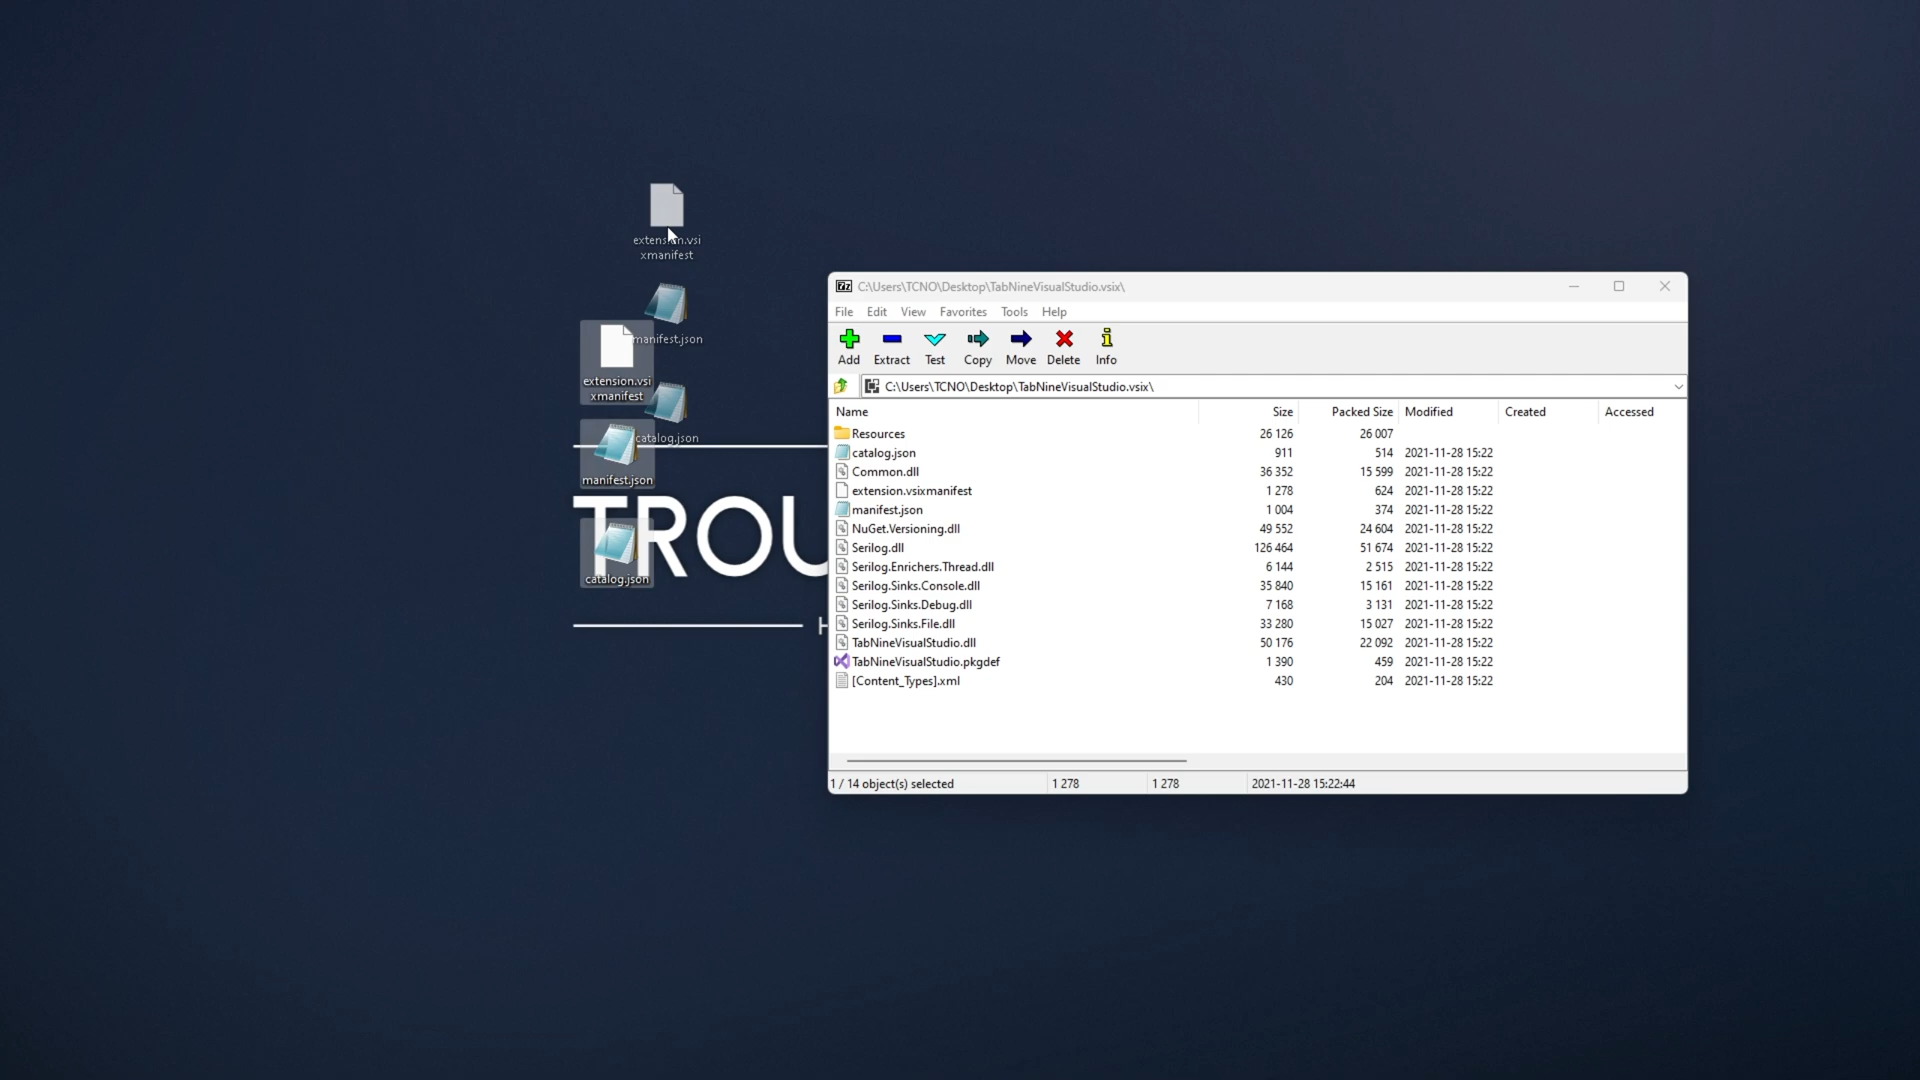 extension.vsi
xmanifest
manifest.json
extension.vsi
xmanifest
catalog.json
manifest.json
TROU
catalog.json
H
C:\Users\TCNO\Desktop\TabNineVisualStudio.vsix\
File Edit View Favorites Tools Help
Add Extract Test Copy Move Delete Info
C:\Users\TCNO\Desktop\TabNineVisualStudio.vsix\
Name Size Packed Size Modified Created Accessed
Resources 26 126 26 007
catalog.json 911 514 2021-11-28 15:22
Common.dll 36 352 15 599 2021-11-28 15:22
extension.vsixmanifest 1 278 624 2021-11-28 15:22
manifest.json 1 004 374 2021-11-28 15:22
NuGet.Versioning.dll 49 552 24 604 2021-11-28 15:22
Serilog.dll 126 464 51 674 2021-11-28 15:22
Serilog.Enrichers.Thread.dll 6 144 2 515 2021-11-28 15:22
Serilog.Sinks.Console.dll 35 840 15 161 2021-11-28 15:22
Serilog.Sinks.Debug.dll 7 168 3 131 2021-11-28 15:22
Serilog.Sinks.File.dll 33 280 15 027 2021-11-28 15:22
TabNineVisualStudio.dll 50 176 22 092 2021-11-28 15:22
TabNineVisualStudio.pkgdef 1 390 459 2021-11-28 15:22
[Content_Types].xml 430 204 2021-11-28 15:22
1 / 14 object(s) selected 1 278 1 278 2021-11-28 15:22:44